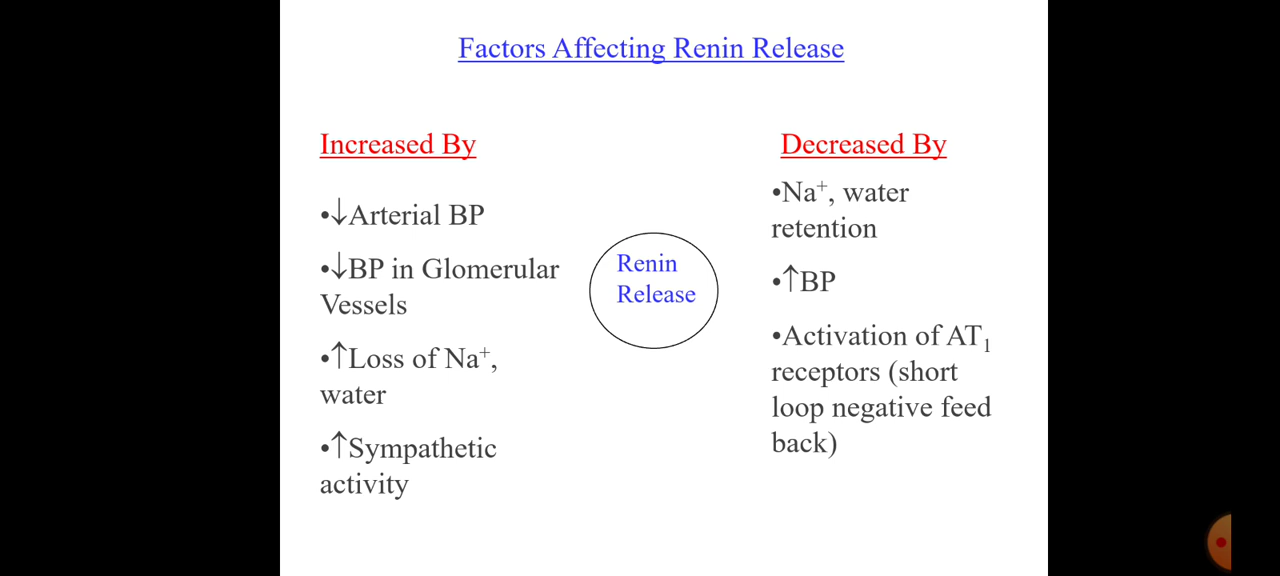 Factors Affecting Renin Release
Increased By
•↓Arterial BP
•↓BP in Glomerular
Vessels
•↑Loss of Na⁺,
water
•↑Sympathetic
activity
Renin
Release
Decreased By
•Na⁺, water
retention
•↑BP
•Activation of AT₁
receptors (short
loop negative feed
back)